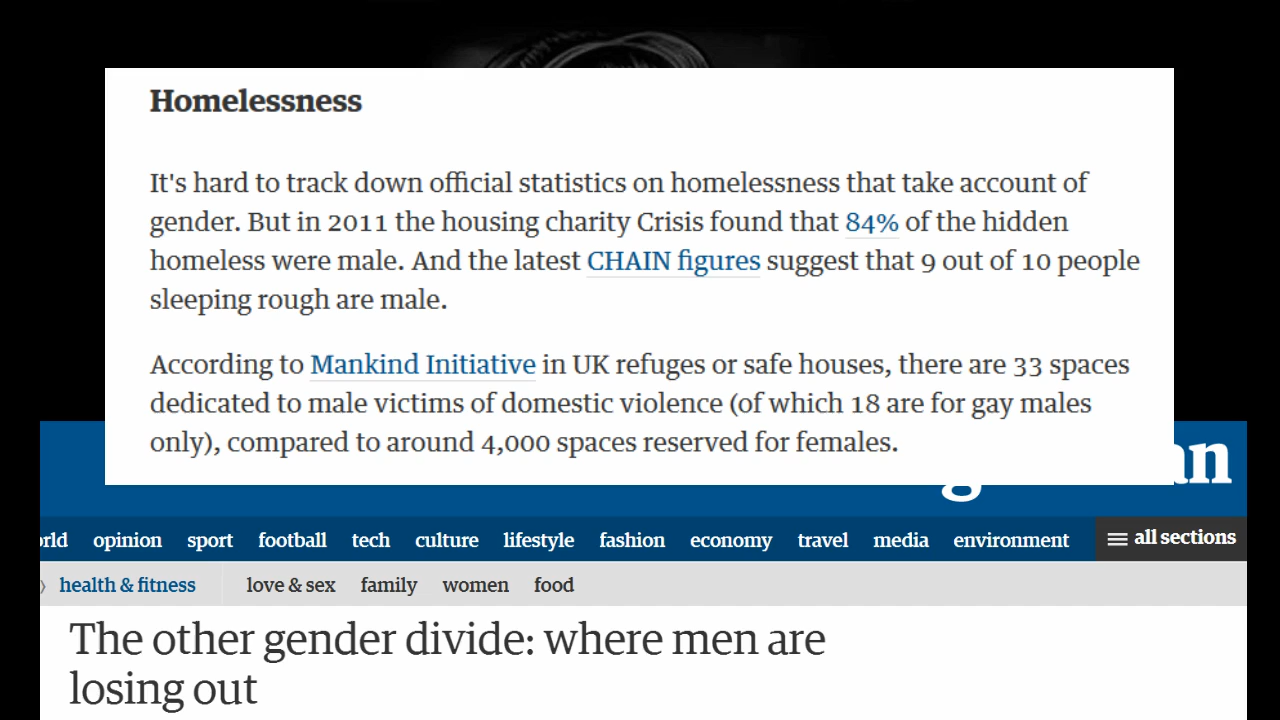 Homelessness
It's hard to track down official statistics on homelessness that take account of
gender. But in 2011 the housing charity Crisis found that 84% of the hidden
homeless were male. And the latest CHAIN figures suggest that 9 out of 10 people
sleeping rough are male.
According to Mankind Initiative in UK refuges or safe houses, there are 33 spaces
dedicated to male victims of domestic violence (of which 18 are for gay males
only), compared to around 4,000 spaces reserved for females.
opinion sport football tech culture lifestyle fashion economy travel media environment all sections
health & fitness love & sex family women food
The other gender divide: where men are
losing out